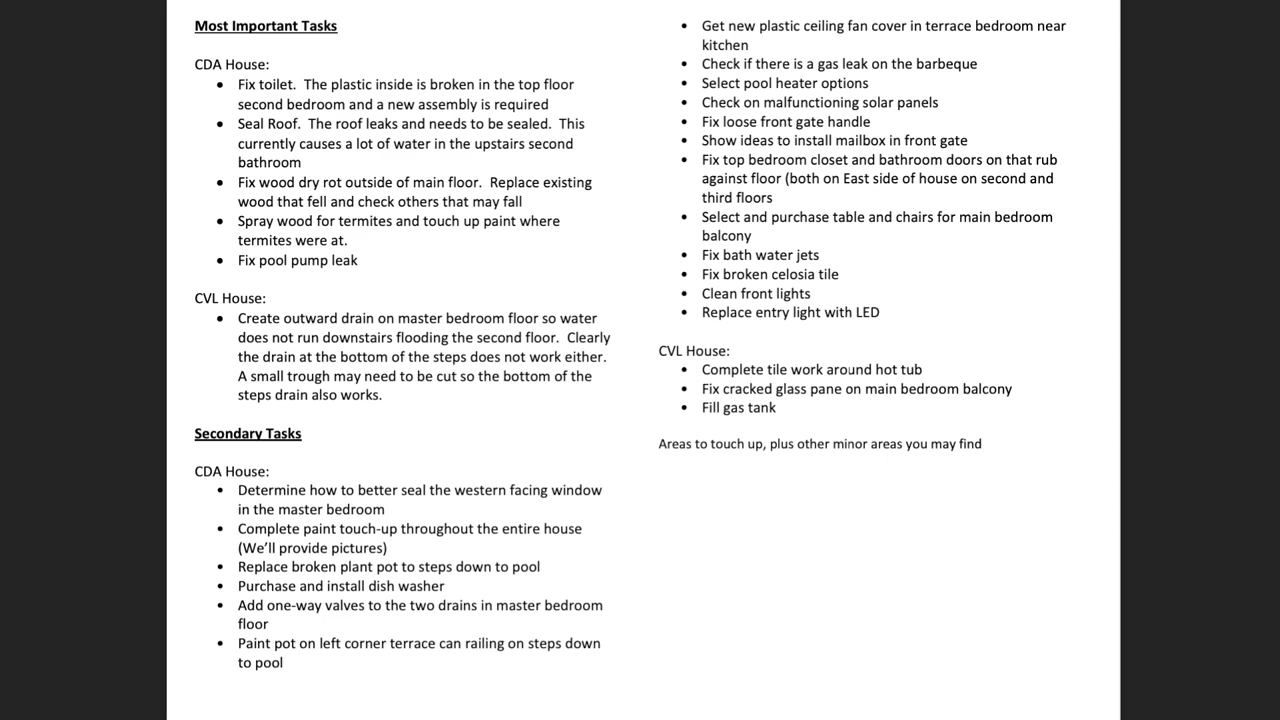 Most Important Tasks
CDA House:
• Fix toilet.  The plastic inside is broken in the top floor
second bedroom and a new assembly is required
• Seal Roof.  The roof leaks and needs to be sealed.  This
currently causes a lot of water in the upstairs second
bathroom
• Fix wood dry rot outside of main floor.  Replace existing
wood that fell and check others that may fall
• Spray wood for termites and touch up paint where
termites were at.
• Fix pool pump leak
CVL House:
• Create outward drain on master bedroom floor so water
does not run downstairs flooding the second floor.  Clearly
the drain at the bottom of the steps does not work either.
A small trough may need to be cut so the bottom of the
steps drain also works.
Secondary Tasks
CDA House:
• Determine how to better seal the western facing window
in the master bedroom
• Complete paint touch-up throughout the entire house
(We’ll provide pictures)
• Replace broken plant pot to steps down to pool
• Purchase and install dish washer
• Add one-way valves to the two drains in master bedroom
floor
• Paint pot on left corner terrace can railing on steps down
to pool
• Get new plastic ceiling fan cover in terrace bedroom near
kitchen
• Check if there is a gas leak on the barbeque
• Select pool heater options
• Check on malfunctioning solar panels
• Fix loose front gate handle
• Show ideas to install mailbox in front gate
• Fix top bedroom closet and bathroom doors on that rub
against floor (both on East side of house on second and
third floors
• Select and purchase table and chairs for main bedroom
balcony
• Fix bath water jets
• Fix broken celosia tile
• Clean front lights
• Replace entry light with LED
CVL House:
• Complete tile work around hot tub
• Fix cracked glass pane on main bedroom balcony
• Fill gas tank
Areas to touch up, plus other minor areas you may find